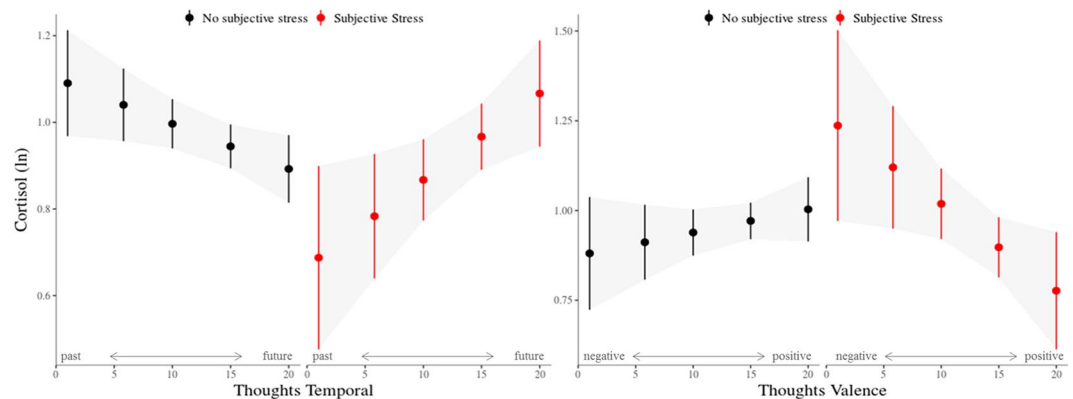 No subjective stress Subjective Stress
No subjective stress Subjective Stress
Cortisol (ln)
1.2
1.0
0.8
0.6
past future past future
0 5 10 15 20 0 5 10 15 20
Thoughts Temporal
1.50
1.25
1.00
0.75
negative positive negative positive
0 5 10 15 20 0 5 10 15 20
Thoughts Valence